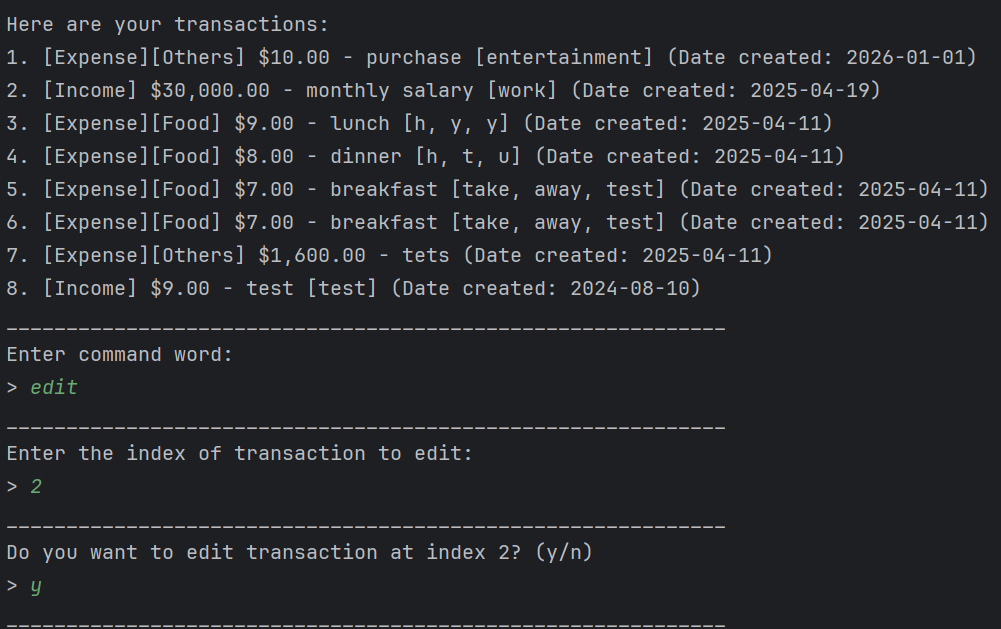 Here are your transactions:
1. [Expense][Others] $10.00 - purchase [entertainment] (Date created: 2026-01-01)
2. [Income] $30,000.00 - monthly salary [work] (Date created: 2025-04-19)
3. [Expense][Food] $9.00 - lunch [h, y, y] (Date created: 2025-04-11)
4. [Expense][Food] $8.00 - dinner [h, t, u] (Date created: 2025-04-11)
5. [Expense][Food] $7.00 - breakfast [take, away, test] (Date created: 2025-04-11)
6. [Expense][Food] $7.00 - breakfast [take, away, test] (Date created: 2025-04-11)
7. [Expense][Others] $1,600.00 - tets (Date created: 2025-04-11)
8. [Income] $9.00 - test [test] (Date created: 2024-08-10)
____________________________________________________________
Enter command word:
> edit
____________________________________________________________
Enter the index of transaction to edit:
> 2
____________________________________________________________
Do you want to edit transaction at index 2? (y/n)
> y
____________________________________________________________